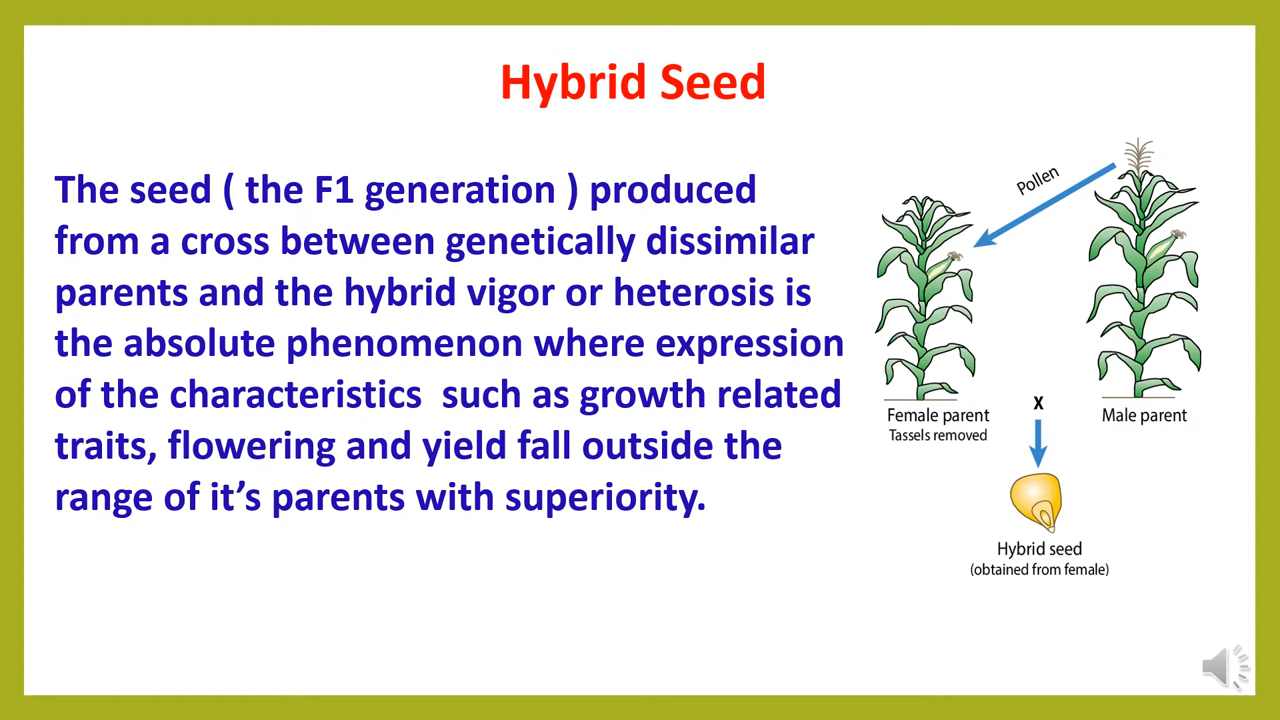 Hybrid Seed
The seed ( the F1 generation ) produced
from a cross between genetically dissimilar
parents and the hybrid vigor or heterosis is
the absolute phenomenon where expression
of the characteristics  such as growth related
traits, flowering and yield fall outside the
range of it’s parents with superiority.
Pollen
Female parent
Tassels removed
x
Male parent
Hybrid seed
(obtained from female)